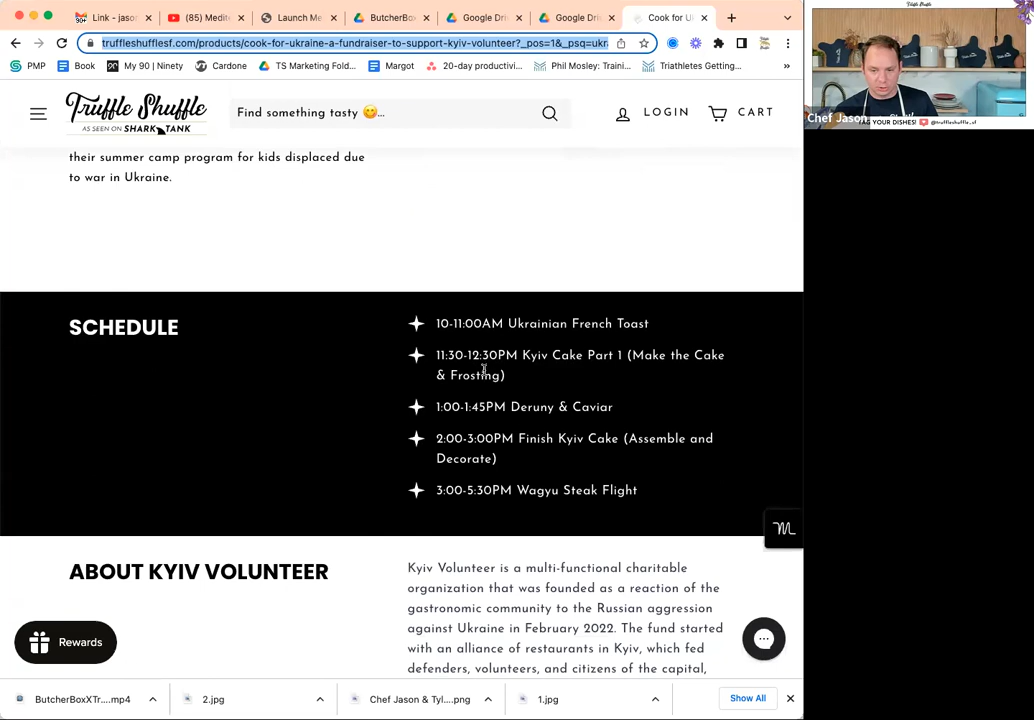 Link - jaso
(85) Medit
Launch Me
ButcherBo
Google Dri
Google Dri
Cook for U
truffleshufflesf.com/products/cook-for-ukraine-a-fundraiser-to-support-kyiv-volunteer?_pos=1&_psq=ukr
PMP
Book
My 90 | Ninety
Cardone
TS Marketing Fold...
Margot
20-day productivi...
Phil Mosley: Traini...
Triathletes Getting...
»
Truffle Shuffle
AS SEEN ON SHARK TANK
Find something tasty 😋...
LOGIN
CART
their summer camp program for kids displaced due
to war in Ukraine.
SCHEDULE
10-11:00AM Ukrainian French Toast
11:30-12:30PM Kyiv Cake Part 1 (Make the Cake
& Frosting)
1:00-1:45PM Deruny & Caviar
2:00-3:00PM Finish Kyiv Cake (Assemble and
Decorate)
3:00-5:30PM Wagyu Steak Flight
ABOUT KYIV VOLUNTEER
Kyiv Volunteer is a multi-functional charitable
organization that was founded as a reaction of the
gastronomic community to the Russian aggression
against Ukraine in February 2022. The fund started
with an alliance of restaurants in Kyiv, which fed
defenders, volunteers, and citizens of the capital,
Rewards
ButcherBoxXTr....mp4
2.jpg
Chef Jason & Tyl....png
1.jpg
Show All
Truffle Shuffle
Chef Jason
YOUR DISHES!
@truffleshuffle_sf